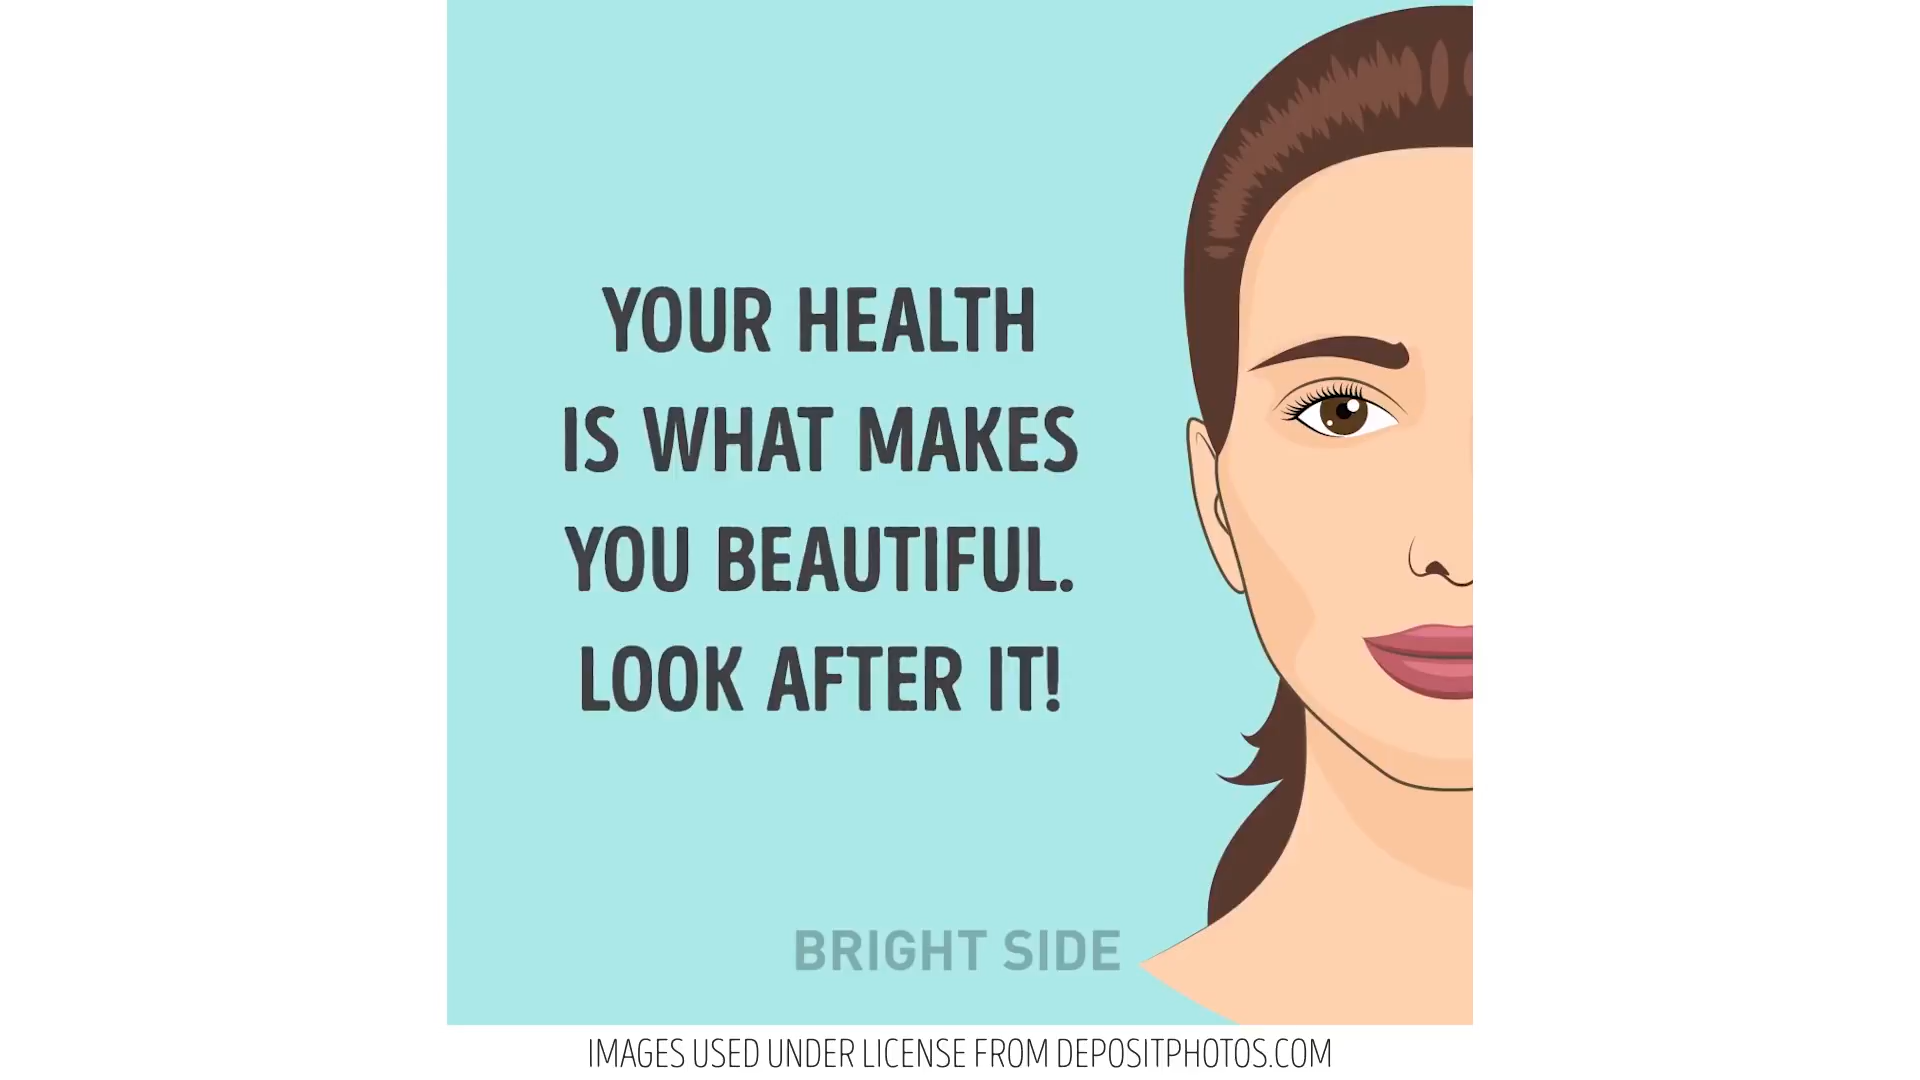 YOUR HEALTH
IS WHAT MAKES
YOU BEAUTIFUL.
LOOK AFTER IT!
BRIGHT SIDE
IMAGES USED UNDER LICENSE FROM DEPOSITPHOTOS.COM